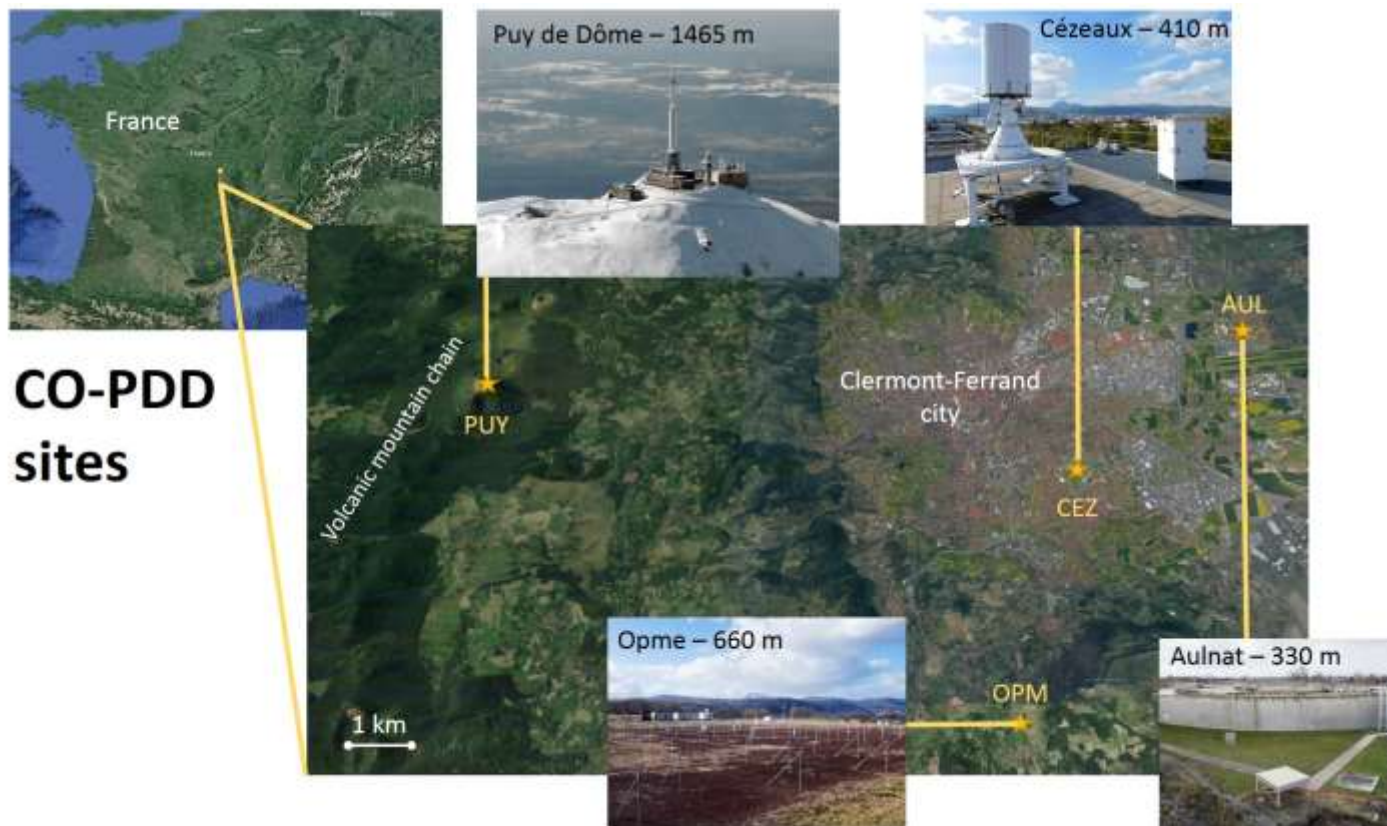 France
Puy de Dôme – 1465 m
Cézeaux – 410 m
CO-PDD
sites
Volcanic mountain chain
PUY
Clermont-Ferrand
city
AUL
CEZ
Opme – 660 m
OPM
Aulnat – 330 m
1 km